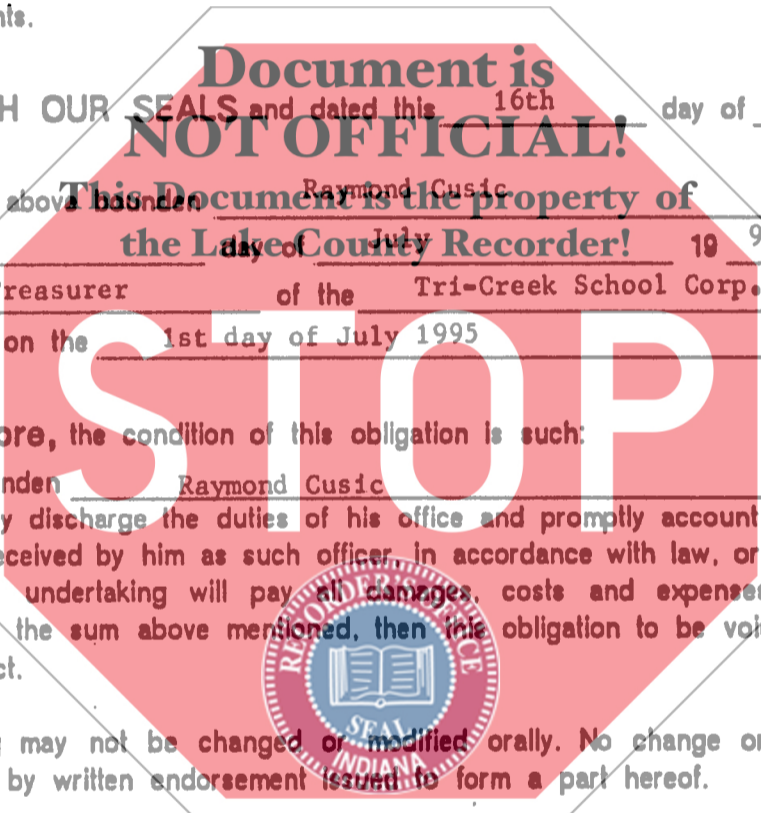 nts.
Document is
H OUR SEALS and dated this 16th day of
NOT OFFICIAL!
above bounden Raymond Cusic
This Document is the property of
the Lake County Recorder!
day of July 19 9
reasurer of the Tri-Creek School Corp.
on the 1st day of July 1995
STOP
ore, the condition of this obligation is such:
nden Raymond Cusic
y discharge the duties of his office and promptly account
eceived by him as such officer, in accordance with law, or
undertaking will pay all damages, costs and expenses
the sum above mentioned, then this obligation to be voi
ct.
RECORDER'S OFFICE
SEAL
INDIANA
may not be changed or modified orally. No change or
by written endorsement issued to form a part hereof.